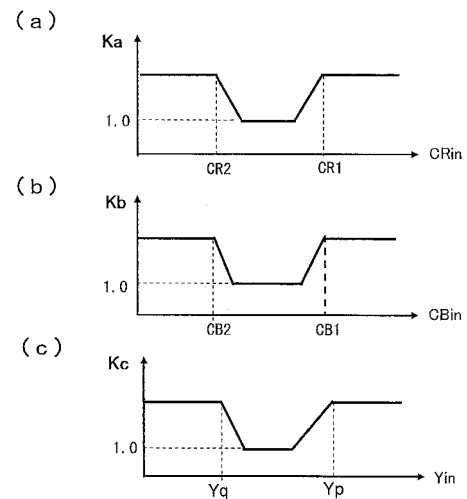 (a)
Ka
1.0
CR2
CR1
CRin
(b)
Kb
1.0
CB2
CB1
CBin
(c)
Kc
1.0
Yq
Yp
Yin